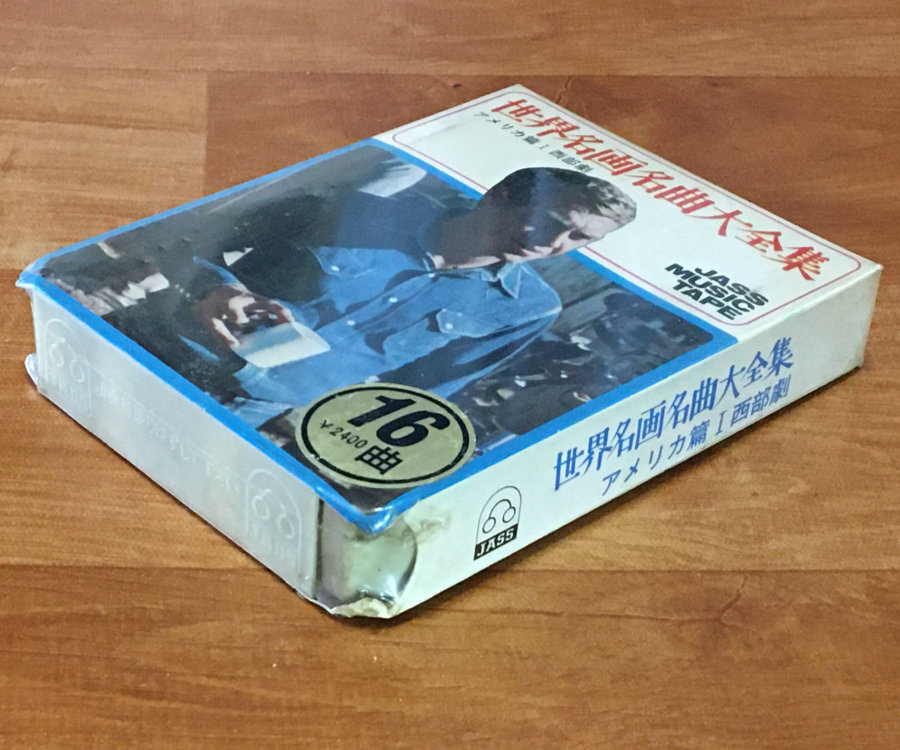 世界名画名曲大全集
アメリカ篇 I 西部劇
JASS
MUSIC
TAPE
16
¥2400
曲
世界名画名曲大全集
アメリカ篇 I 西部劇
JASS